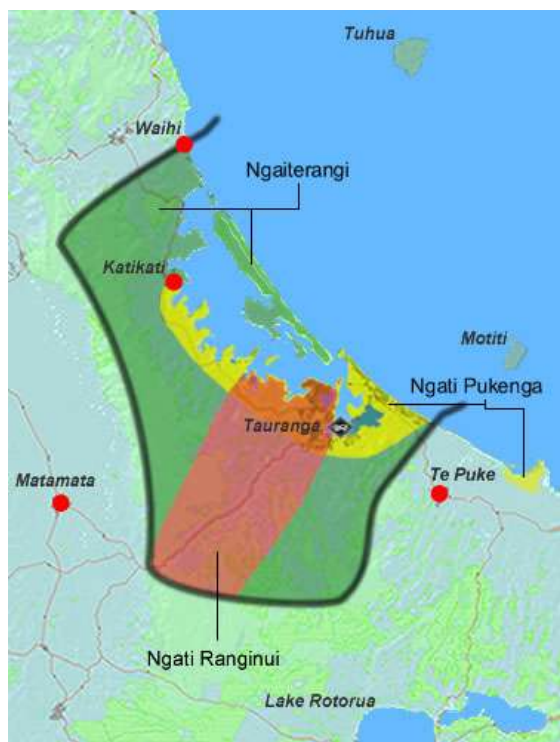 Tuhua
Waihi
Ngaiterangi
Katikati
Motiti
Ngati Pukenga
Tauranga
Te Puke
Matamata
Ngati Ranginui
Lake Rotorua